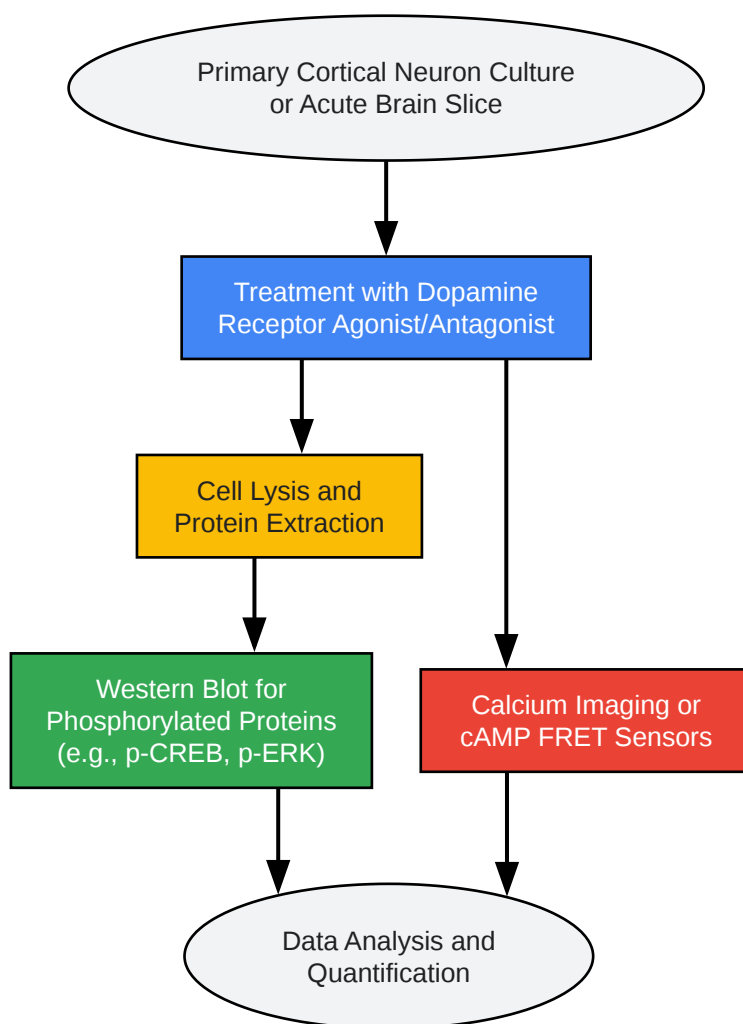 Primary Cortical Neuron Culture
or Acute Brain Slice
Treatment with Dopamine
Receptor Agonist/Antagonist
Cell Lysis and
Protein Extraction
Western Blot for
Phosphorylated Proteins
(e.g., p-CREB, p-ERK)
Calcium Imaging or
cAMP FRET Sensors
Data Analysis and
Quantification